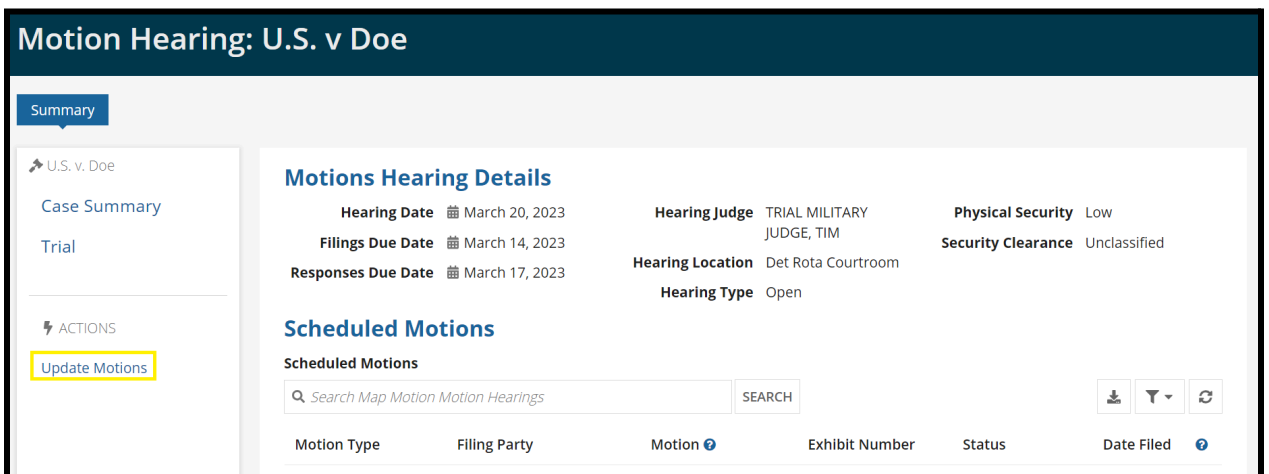 Motion Hearing: U.S. v Doe
Summary
U.S. v. Doe
Case Summary
Trial
ACTIONS
Update Motions
Motions Hearing Details
Hearing Date March 20, 2023
Filings Due Date March 14, 2023
Responses Due Date March 17, 2023
Hearing Judge TRIAL MILITARY
JUDGE, TIM
Hearing Location Det Rota Courtroom
Hearing Type Open
Physical Security Low
Security Clearance Unclassified
Scheduled Motions
Scheduled Motions
Search Map Motion Motion Hearings SEARCH
Motion Type Filing Party Motion ? Exhibit Number Status Date Filed ?